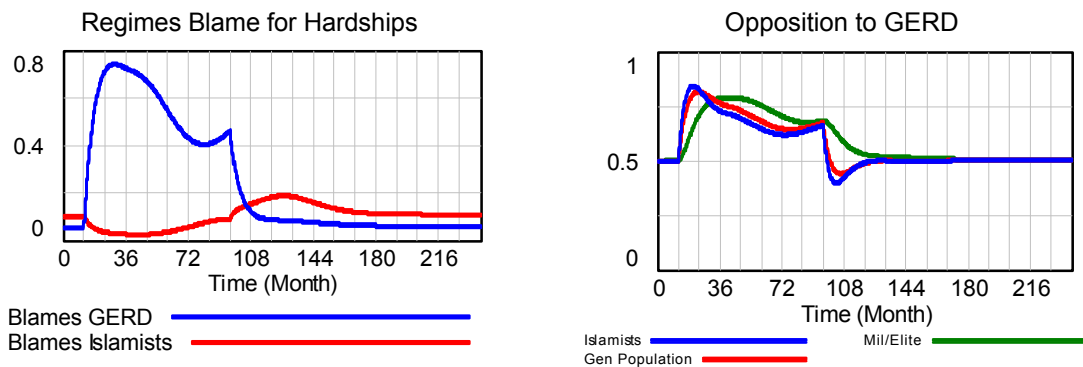 Regimes Blame for Hardships
0.8
0.4
0
0 36 72 108 144 180 216
Time (Month)
Blames GERD
Blames Islamists
Opposition to GERD
1
0.5
0
0 36 72 108 144 180 216
Time (Month)
Islamists Mil/Elite
Gen Population